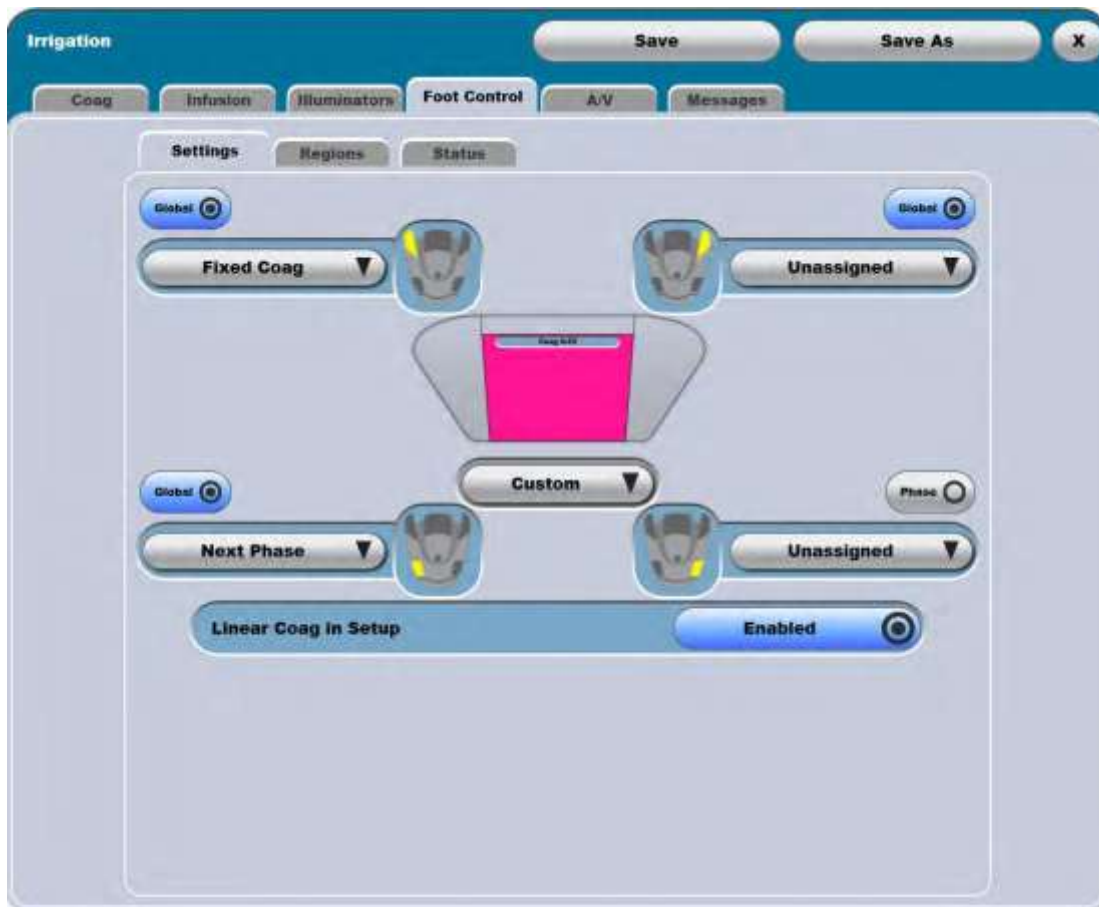 Irrigation
Save
Save As
X
Coag
Infusion
Illuminators
Foot Control
A/V
Messages
Settings
Regions
Status
Global
Global
Fixed Coag
Unassigned
Custom
Global
Phase
Next Phase
Unassigned
Linear Coag in Setup
Enabled